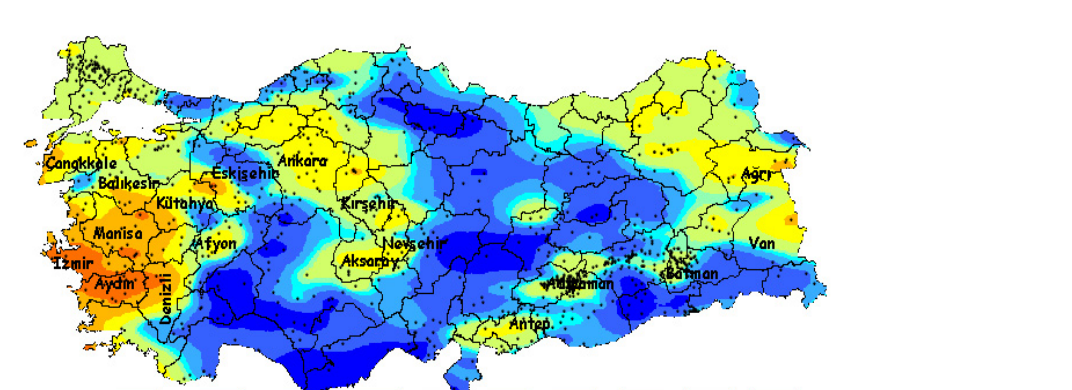 Çanakkale
Balıkesir
Kütahya
Eskişehir
Ankara
Kırşehir
Nevşehir
Aksaray
Afyon
Manisa
İzmir
Aydın
Denizli
Antep
Adıyaman
Batman
Van
Ağrı